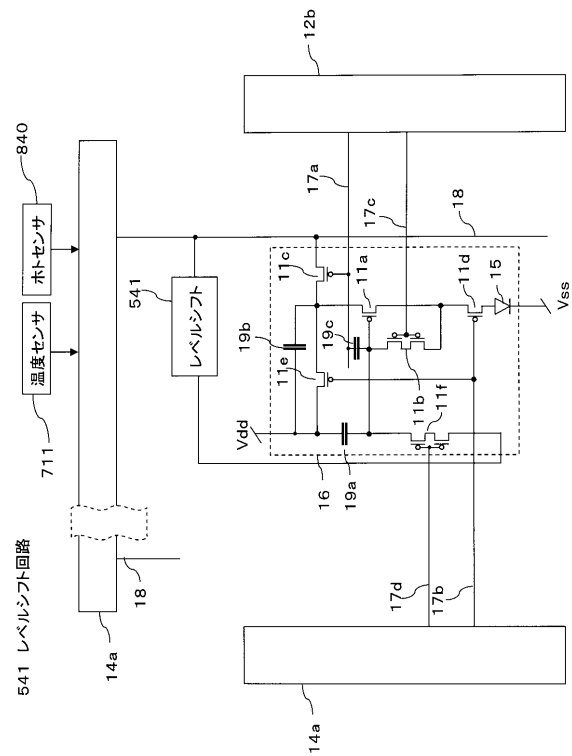 541 レベルシフト回路
14a
18
711
温度センサ
ホトセンサ
840
レベルシフト
541
14a
17d
17b
Vdd
16
19a
19b
11e
19c
11b
11f
11c
11a
11d
15
Vss
17a
17c
18
12b